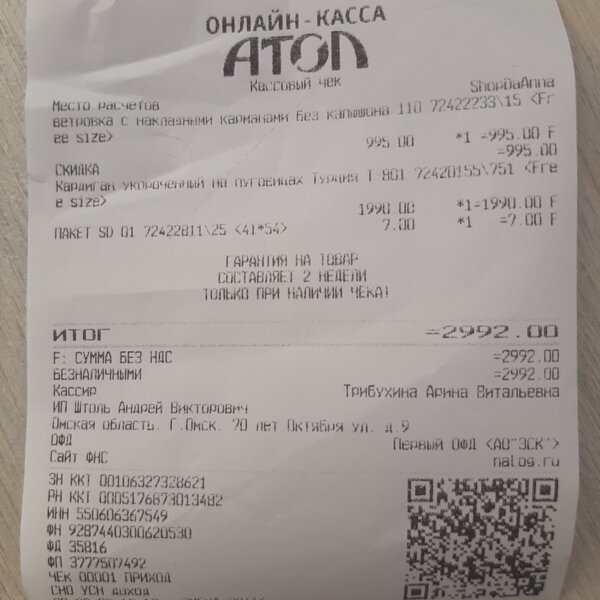 ОНЛАЙН-КАССА
АТОЛ
Кассовый чек
Место расчетов ShopDaAnna
ветровка с накладными карманами без капюшона 110 72422233\15 <Fr
ee size>
995.00 *1 =995.00 F
СКИДКА =995.00
Кардиган укороченный на пуговицах Турция Т-801 72420155\751 <Fre
e size>
1990.00 *1=1990.00 F
ПАКЕТ SD 01 72422811\25 <41*54> 7.00 *1 =7.00 F
ГАРАНТИЯ НА ТОВАР
СОСТАВЛЯЕТ 2 НЕДЕЛИ
ТОЛЬКО ПРИ НАЛИЧИИ ЧЕКА!
ИТОГ =2992.00
F: СУММА БЕЗ НДС =2992.00
БЕЗНАЛИЧНЫМИ =2992.00
Кассир Трибухина Арина Витальевна
ИП Штоль Андрей Викторович
Омская область. Г.Омск. 70 лет Октября ул. д.9
ОФД Первый ОФД <АО"ЭСК">
Сайт ФНС nalog.ru
ЗН ККТ 00106327328621
РН ККТ 0005176873013482
ИНН 550606367549
ФН 9287440300620530
ФД 35816
ФП 3777507492
ЧЕК 00001 ПРИХОД
СНО УСН доход